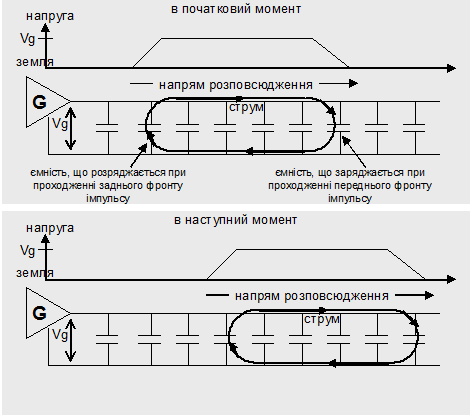 в початковий момент
напруга
Vg
земля
напрям розповсюдження
G
струм
Vg
ємність, що розряджається при
проходженні заднього фронту
імпульсу
ємність, що заряджається при
проходженні переднього фронту
імпульсу
в наступний момент
напруга
Vg
земля
напрям розповсюдження
G
струм
Vg